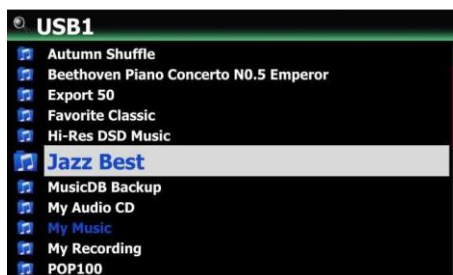 USB1
Autumn Shuffle
Beethoven Piano Concerto N0.5 Emperor
Export 50
Favorite Classic
Hi-Res DSD Music
Jazz Best
MusicDB Backup
My Audio CD
My Music
My Recording
POP100